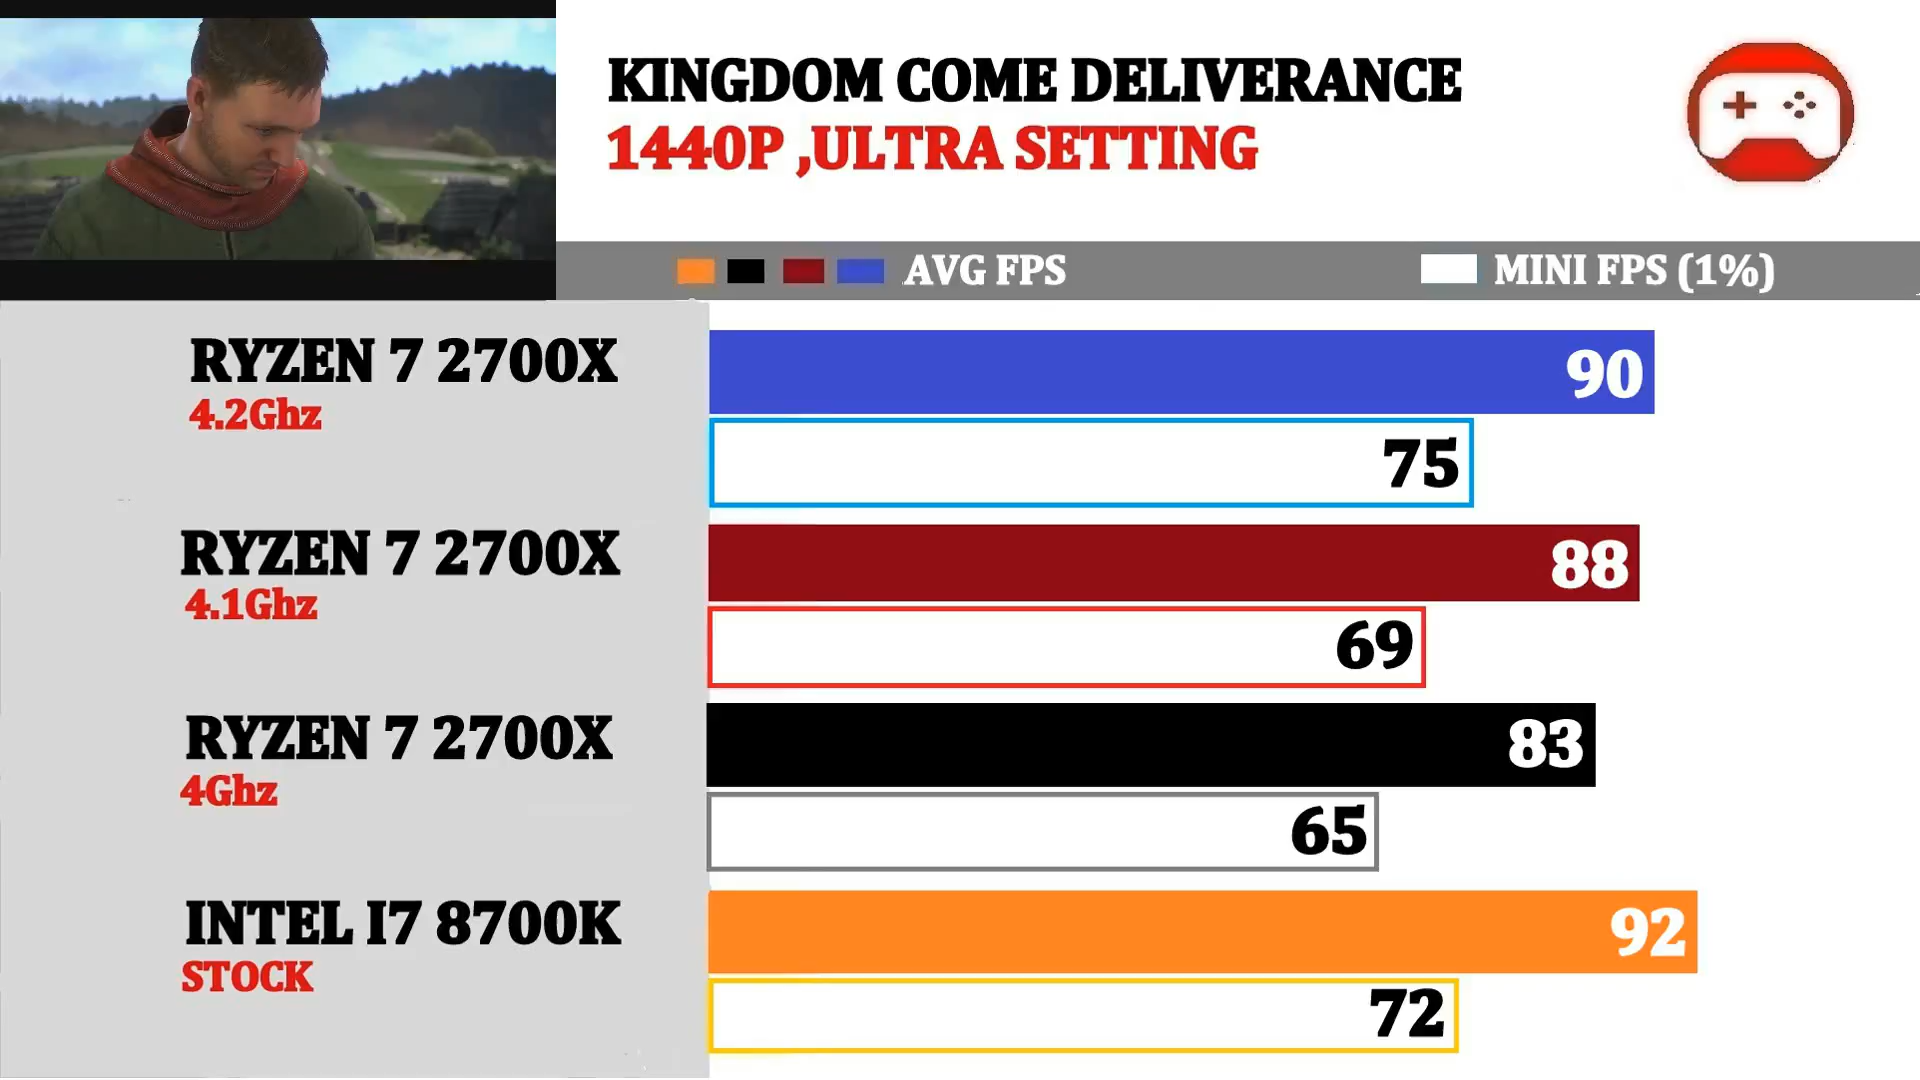 KINGDOM COME DELIVERANCE
1440P ,ULTRA SETTING
AVG FPS
MINI FPS (1%)
RYZEN 7 2700X
4.2Ghz
90
75
RYZEN 7 2700X
4.1Ghz
88
69
RYZEN 7 2700X
4Ghz
83
65
INTEL I7 8700K
STOCK
92
72